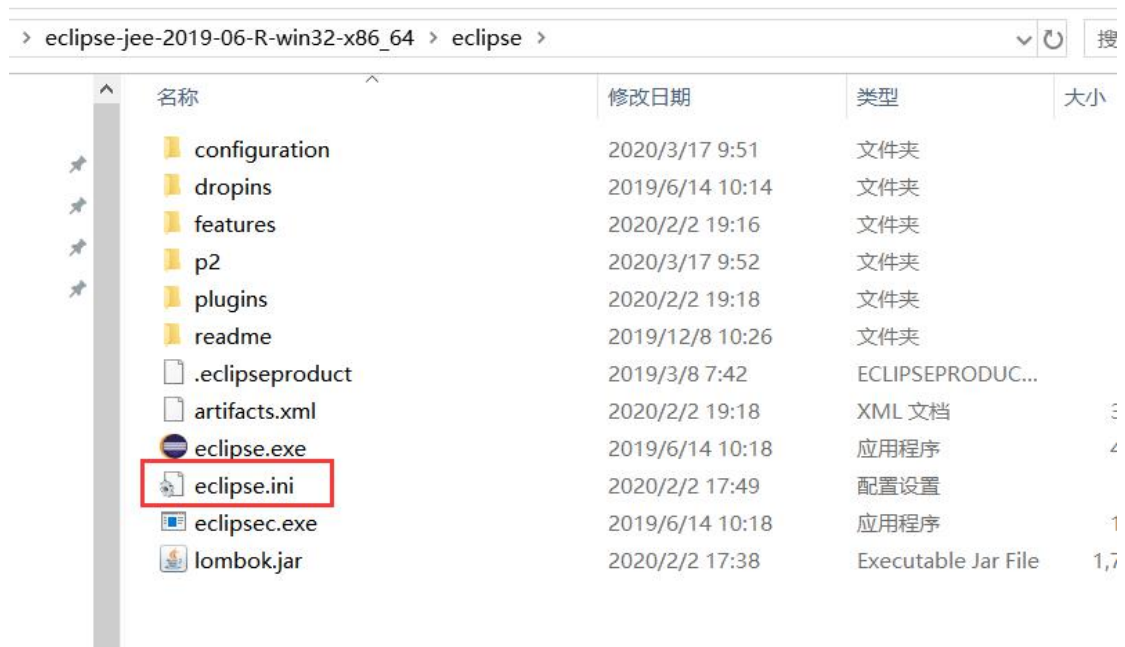 > eclipse-jee-2019-06-R-win32-x86_64 > eclipse > 搜
名称 修改日期 类型 大小
configuration 2020/3/17 9:51 文件夹
dropins 2019/6/14 10:14 文件夹
features 2020/2/2 19:16 文件夹
p2 2020/3/17 9:52 文件夹
plugins 2020/2/2 19:18 文件夹
readme 2019/12/8 10:26 文件夹
.eclipseproduct 2019/3/8 7:42 ECLIPSEPRODUC...
artifacts.xml 2020/2/2 19:18 XML 文档
eclipse.exe 2019/6/14 10:18 应用程序
eclipse.ini 2020/2/2 17:49 配置设置
eclipsec.exe 2019/6/14 10:18 应用程序 1
lombok.jar 2020/2/2 17:38 Executable Jar File 1,7